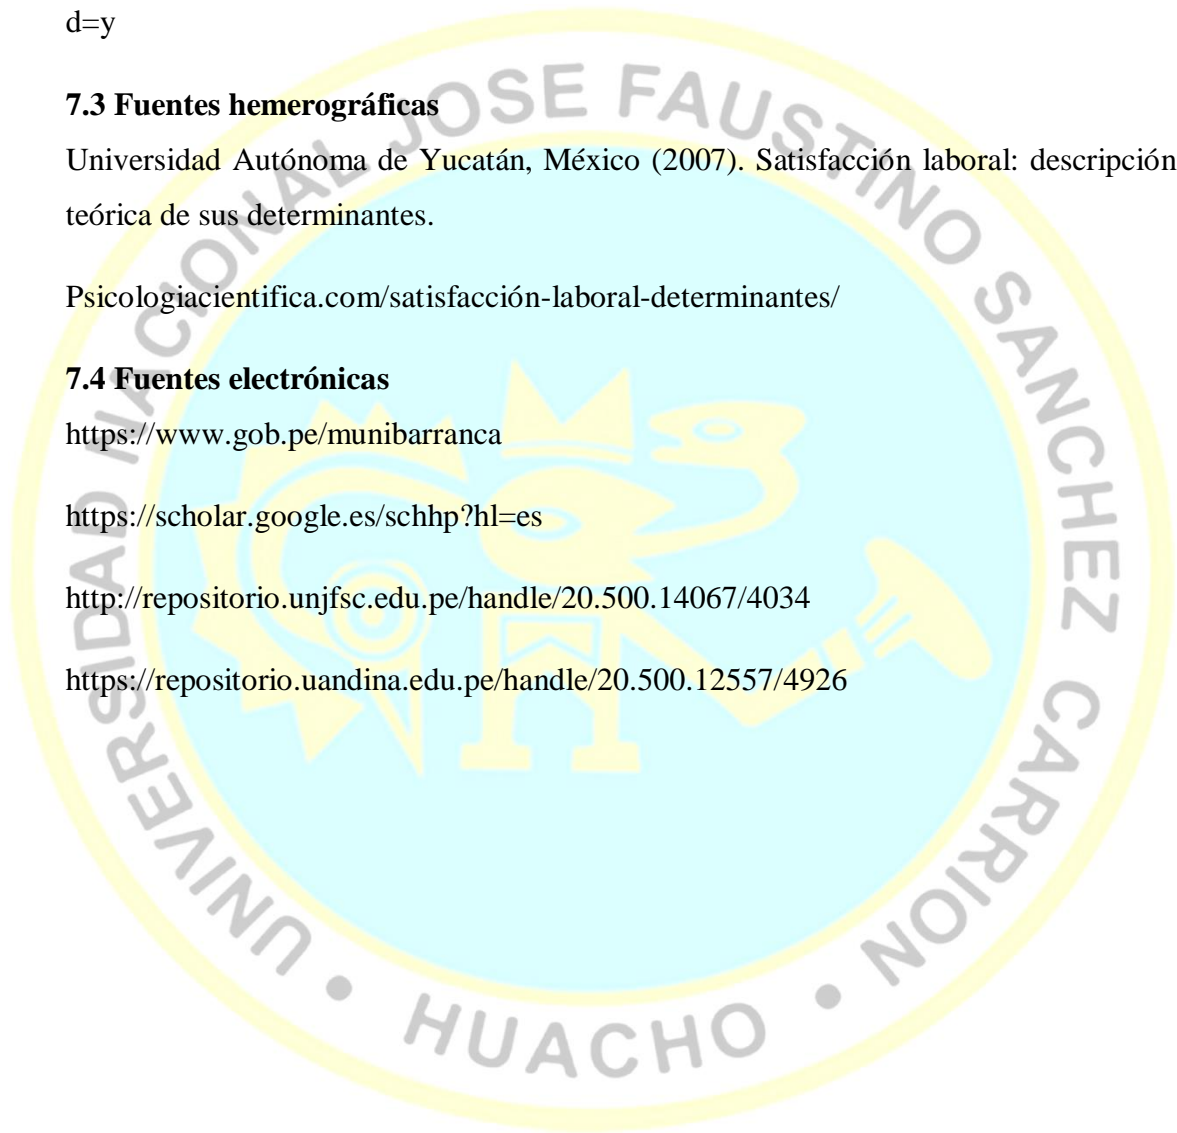 d=y
7.3 Fuentes hemerográficas
Universidad Autónoma de Yucatán, México (2007). Satisfacción laboral: descripción
teórica de sus determinantes.
Psicologiacientifica.com/satisfacción-laboral-determinantes/
7.4 Fuentes electrónicas
https://www.gob.pe/munibarranca
https://scholar.google.es/schhp?hl=es
http://repositorio.unjfsc.edu.pe/handle/20.500.14067/4034
https://repositorio.uandina.edu.pe/handle/20.500.12557/4926
UNIVERSIDAD NACIONAL JOSE FAUSTINO SANCHEZ CARRION • HUACHO •